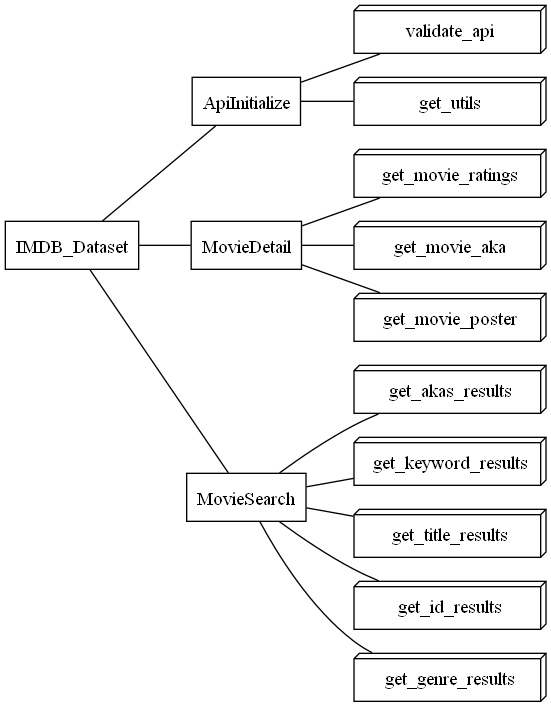 validate_api
ApiInitialize
get_utils
get_movie_ratings
IMDB_Dataset
MovieDetail
get_movie_aka
get_movie_poster
get_akas_results
get_keyword_results
MovieSearch
get_title_results
get_id_results
get_genre_results